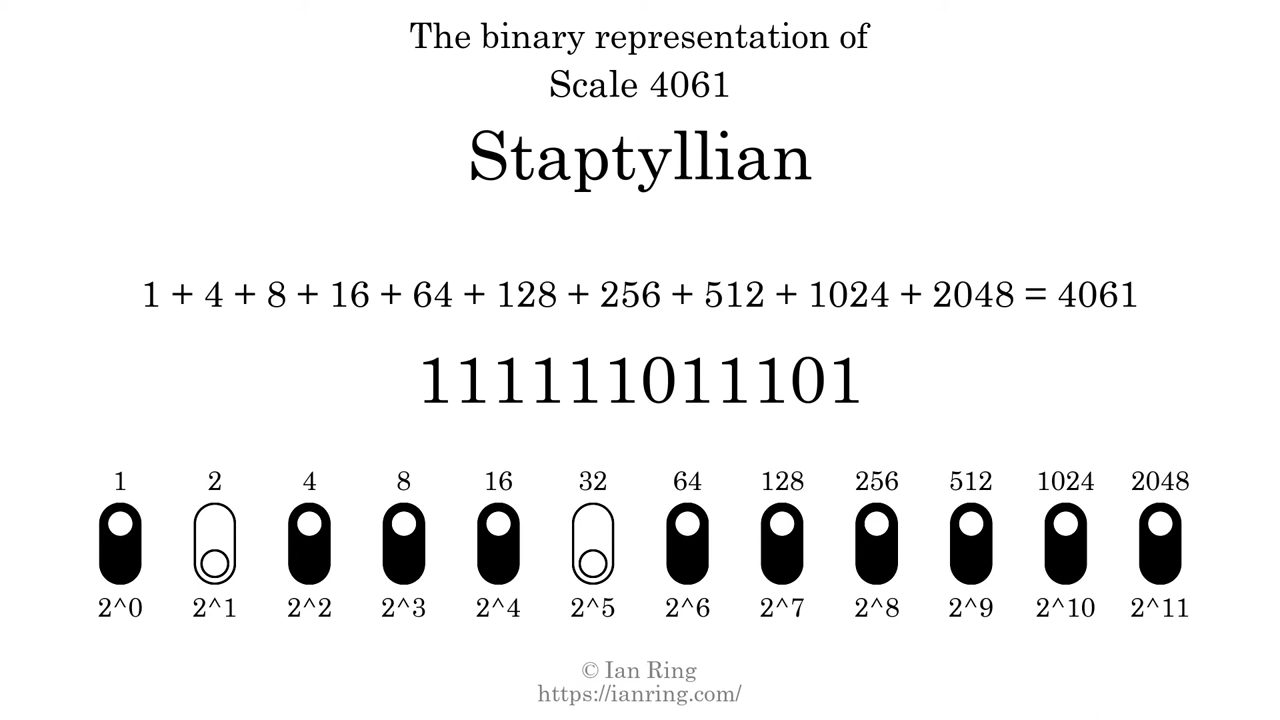 The binary representation of
Scale 4061
Staptyllian
1 + 4 + 8 + 16 + 64 + 128 + 256 + 512 + 1024 + 2048 = 4061
111111011101
1 2 4 8 16 32 64 128 256 512 1024 2048
2^0 2^1 2^2 2^3 2^4 2^5 2^6 2^7 2^8 2^9 2^10 2^11
© Ian Ring
https://ianring.com/